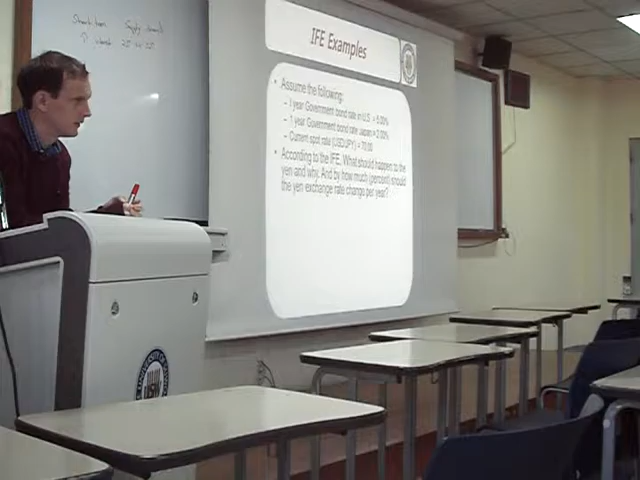 IFE Examples
• Assume the following:
– 1 year Government bond rate in U.S. = 5.00%
– 1 year Government bond rate Japan = 3.00%
– Current spot rate (USD/JPY) = 70.00
• According to the IFE, What should happen to the
yen and why. And by how much (percent) should
the yen exchange rate change per year?